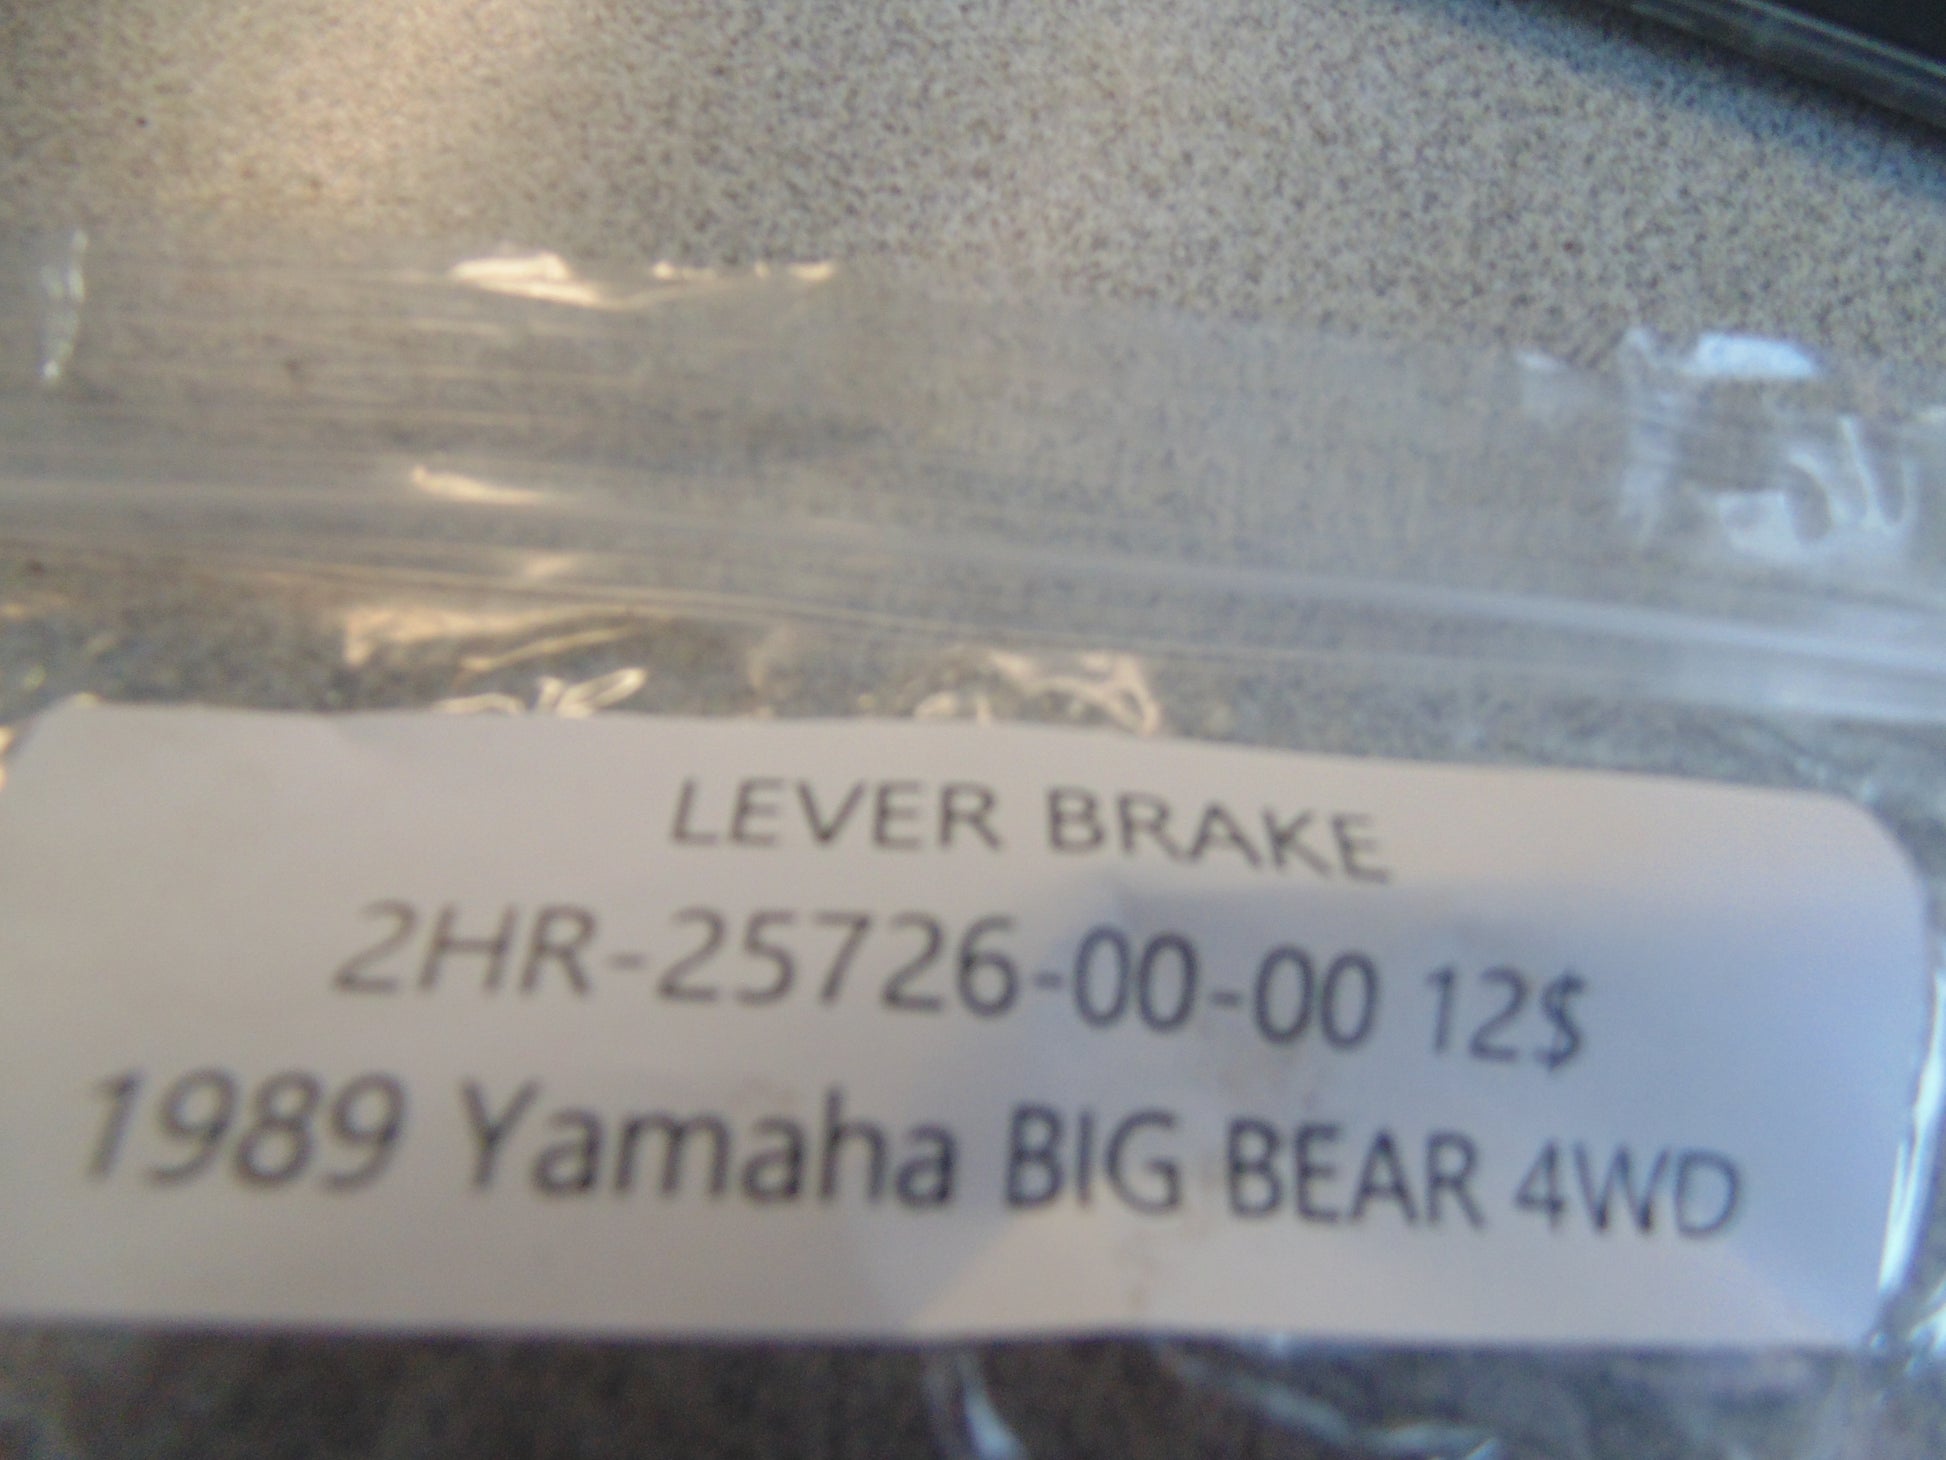 LEVER BRAKE
2HR-25726-00-00 12$
1989 Yamaha BIG BEAR 4WD